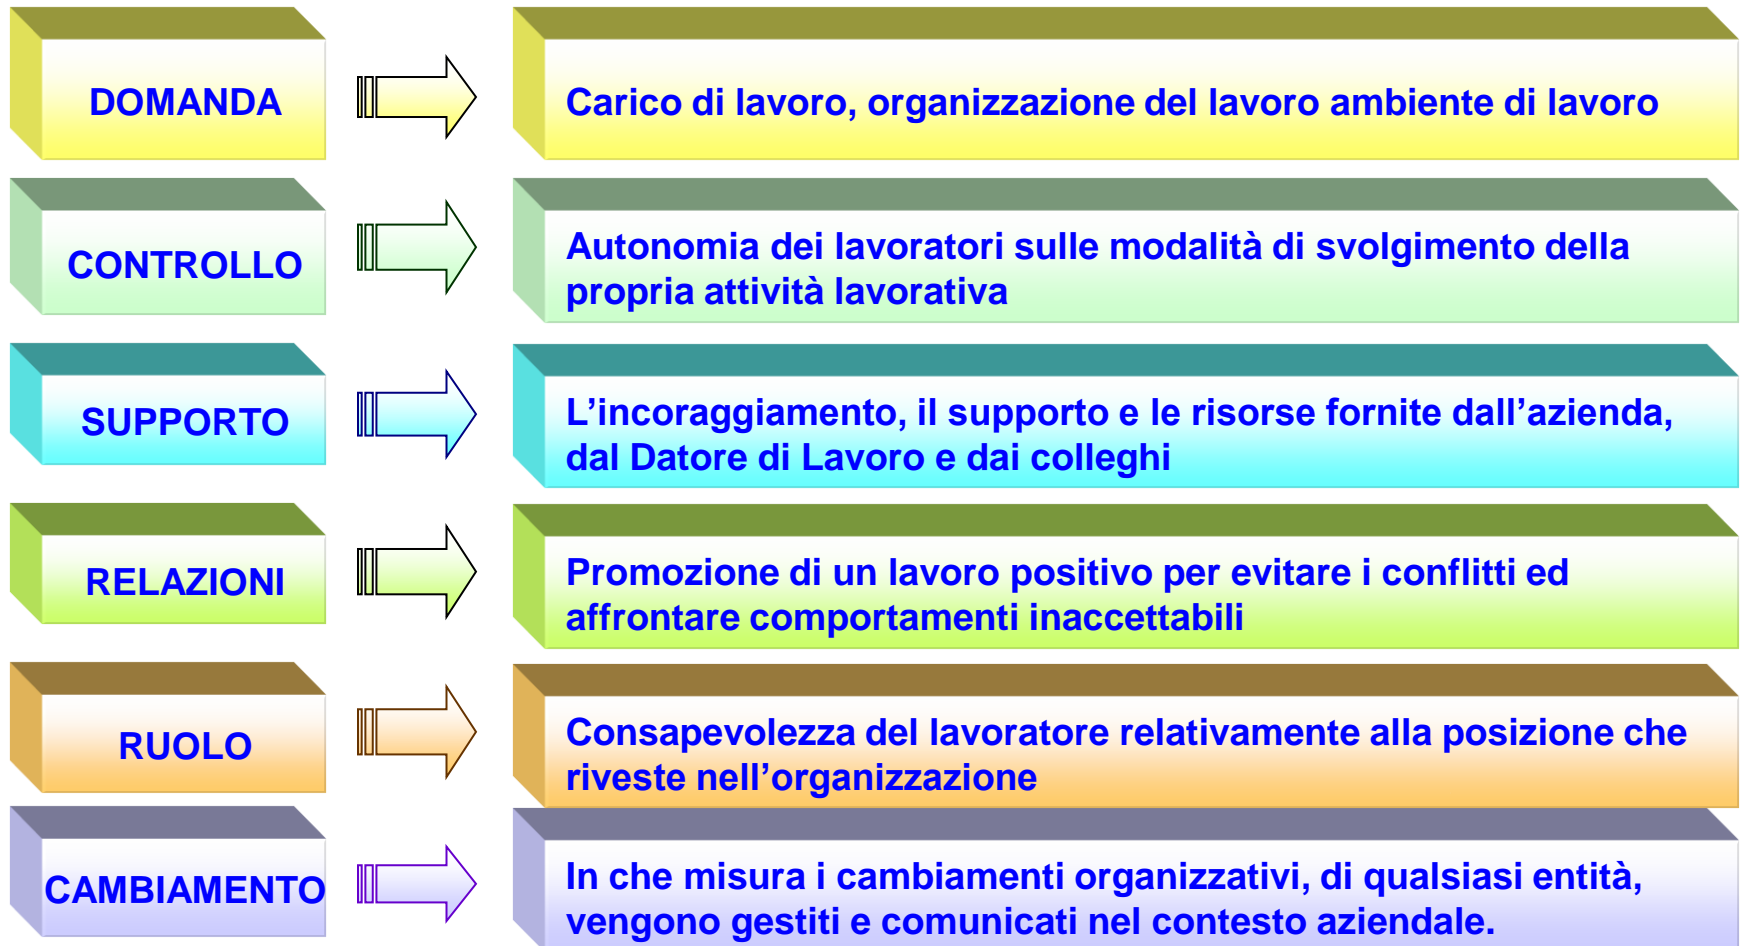 DOMANDA
Carico di lavoro, organizzazione del lavoro ambiente di lavoro
CONTROLLO
Autonomia dei lavoratori sulle modalità di svolgimento della
propria attività lavorativa
SUPPORTO
L’incoraggiamento, il supporto e le risorse fornite dall’azienda,
dal Datore di Lavoro e dai colleghi
RELAZIONI
Promozione di un lavoro positivo per evitare i conflitti ed
affrontare comportamenti inaccettabili
RUOLO
Consapevolezza del lavoratore relativamente alla posizione che
riveste nell’organizzazione
CAMBIAMENTO
In che misura i cambiamenti organizzativi, di qualsiasi entità,
vengono gestiti e comunicati nel contesto aziendale.